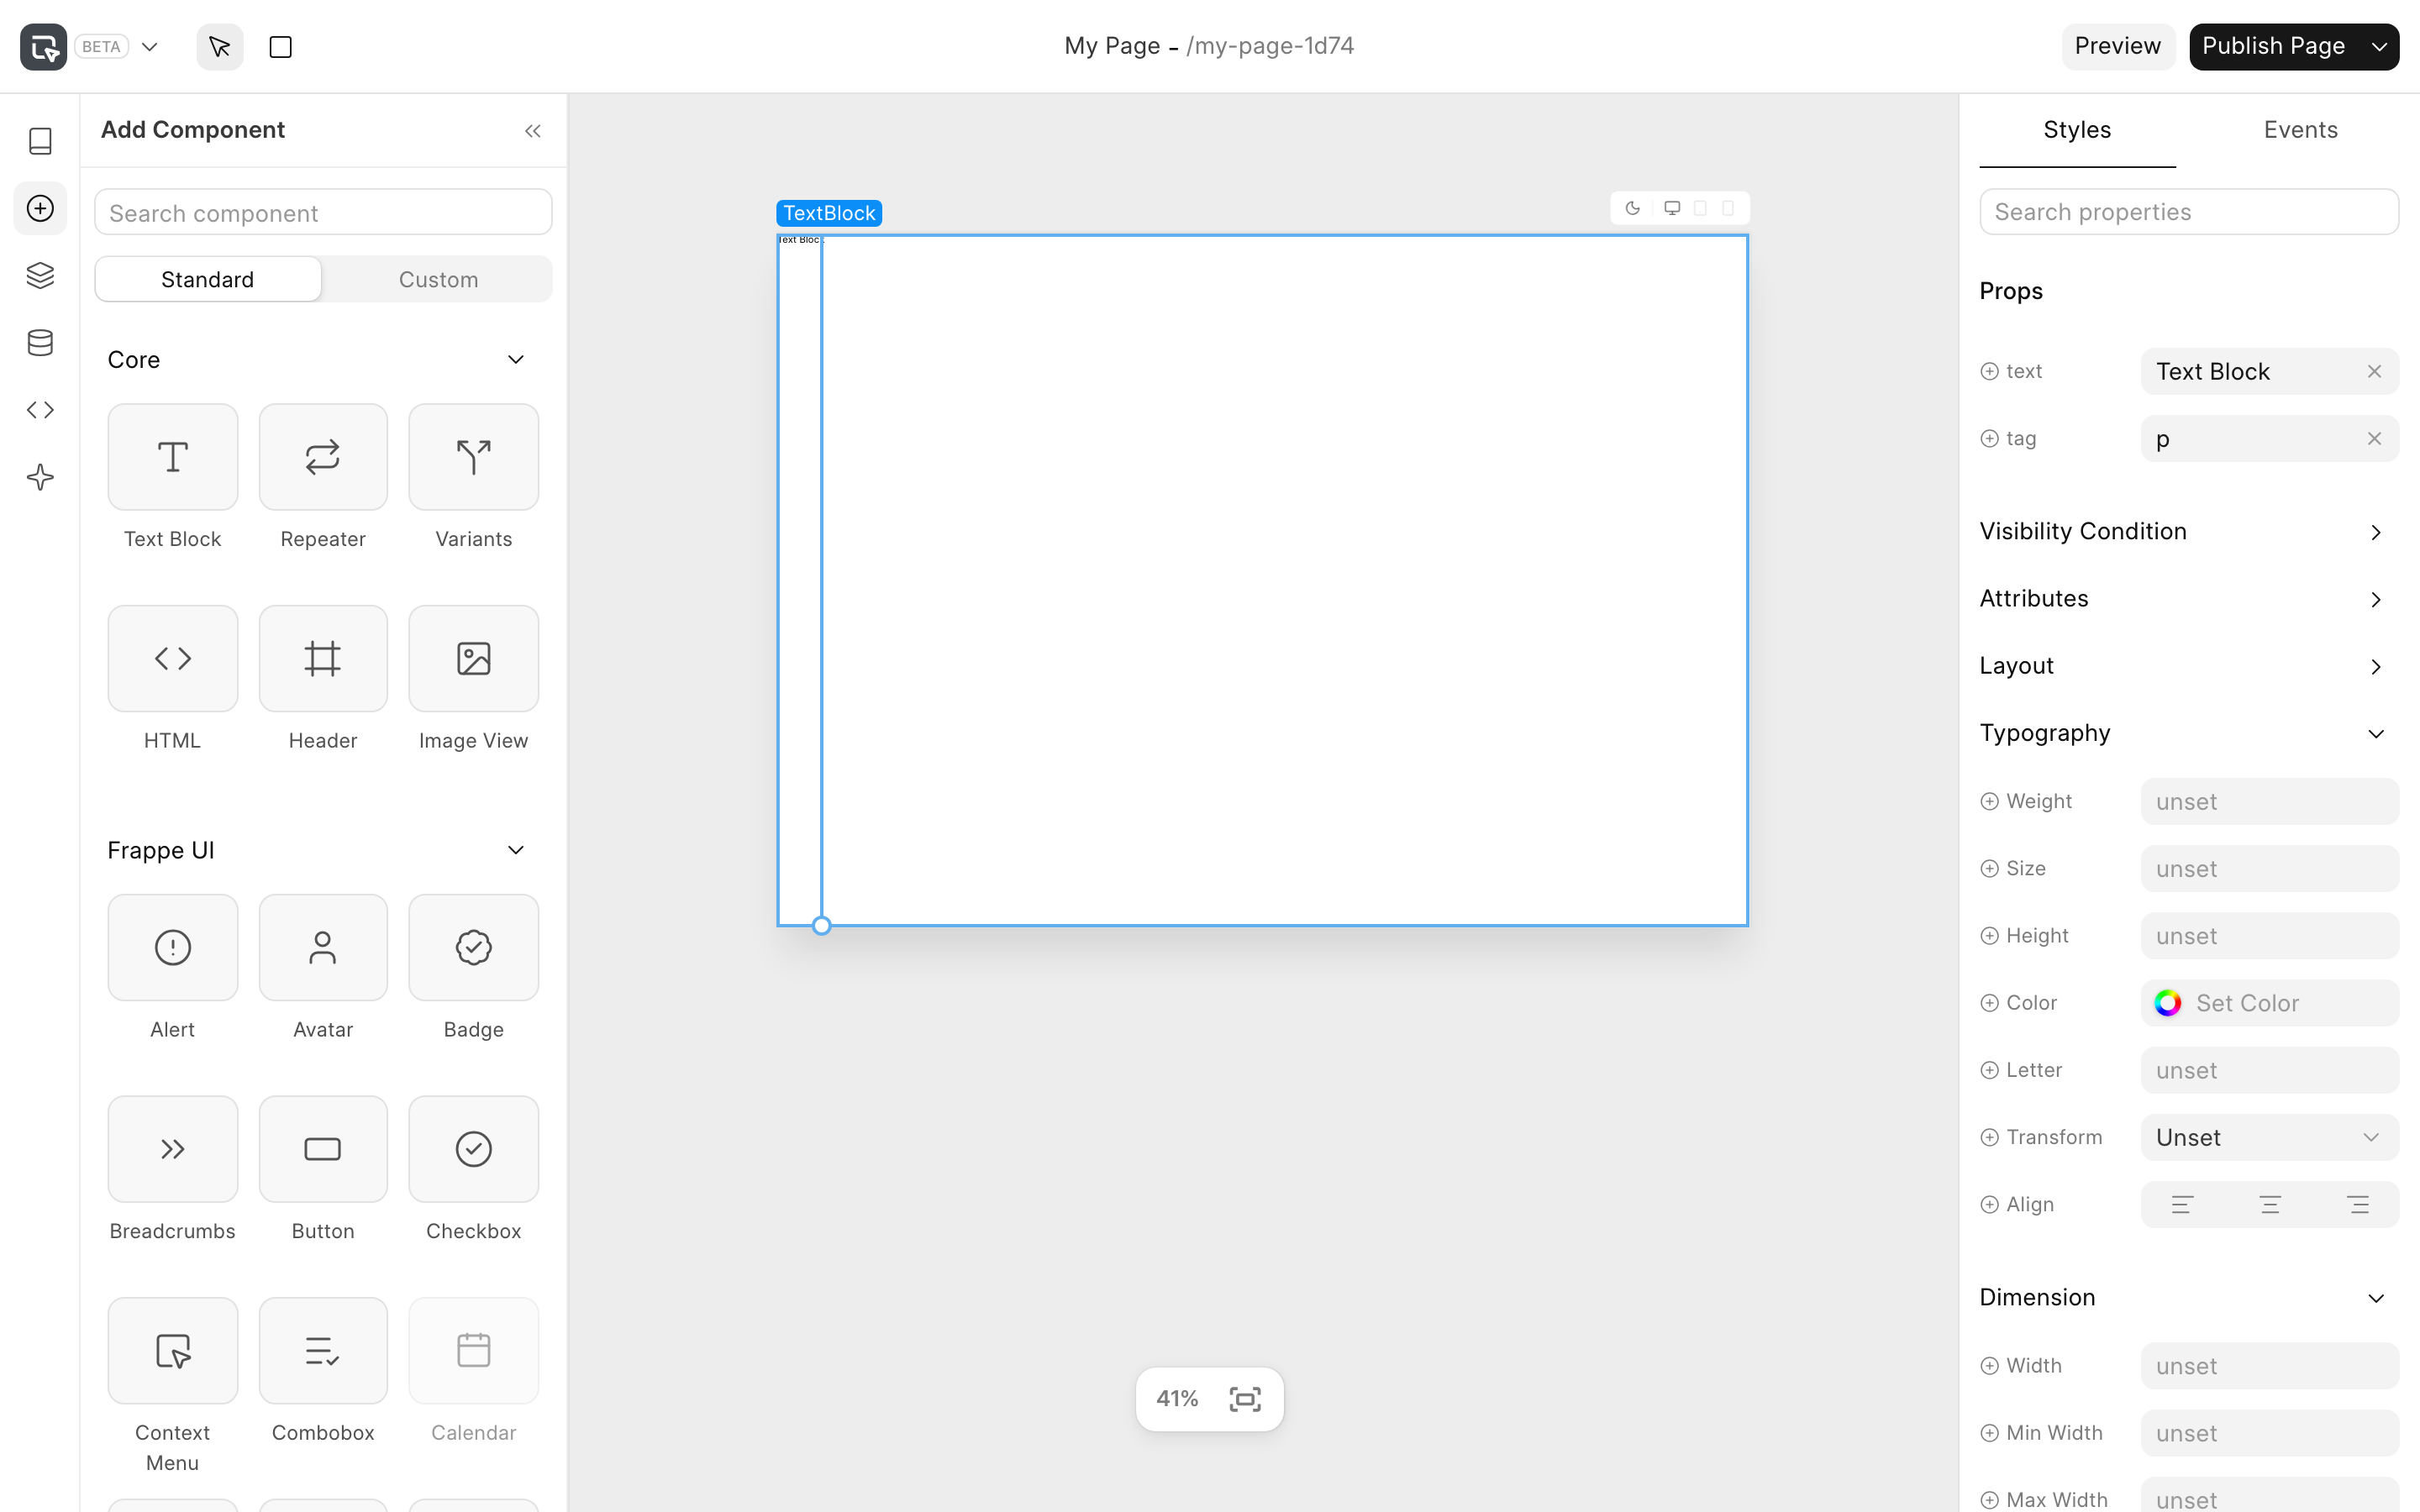 BETA
My Page - /my-page-1d74
Preview
Publish Page
Add Component
Search component
Standard
Custom
Core
Text Block
Repeater
Variants
HTML
Header
Image View
Frappe UI
Alert
Avatar
Badge
Breadcrumbs
Button
Checkbox
Context
Menu
Combobox
Calendar
TextBlock
Text Block
41%
Styles
Events
Search properties
Props
text
Text Block
tag
p
Visibility Condition
Attributes
Layout
Typography
Weight
unset
Size
unset
Height
unset
Color
Set Color
Letter
unset
Transform
Unset
Align
Dimension
Width
unset
Min Width
unset
Max Width
unset